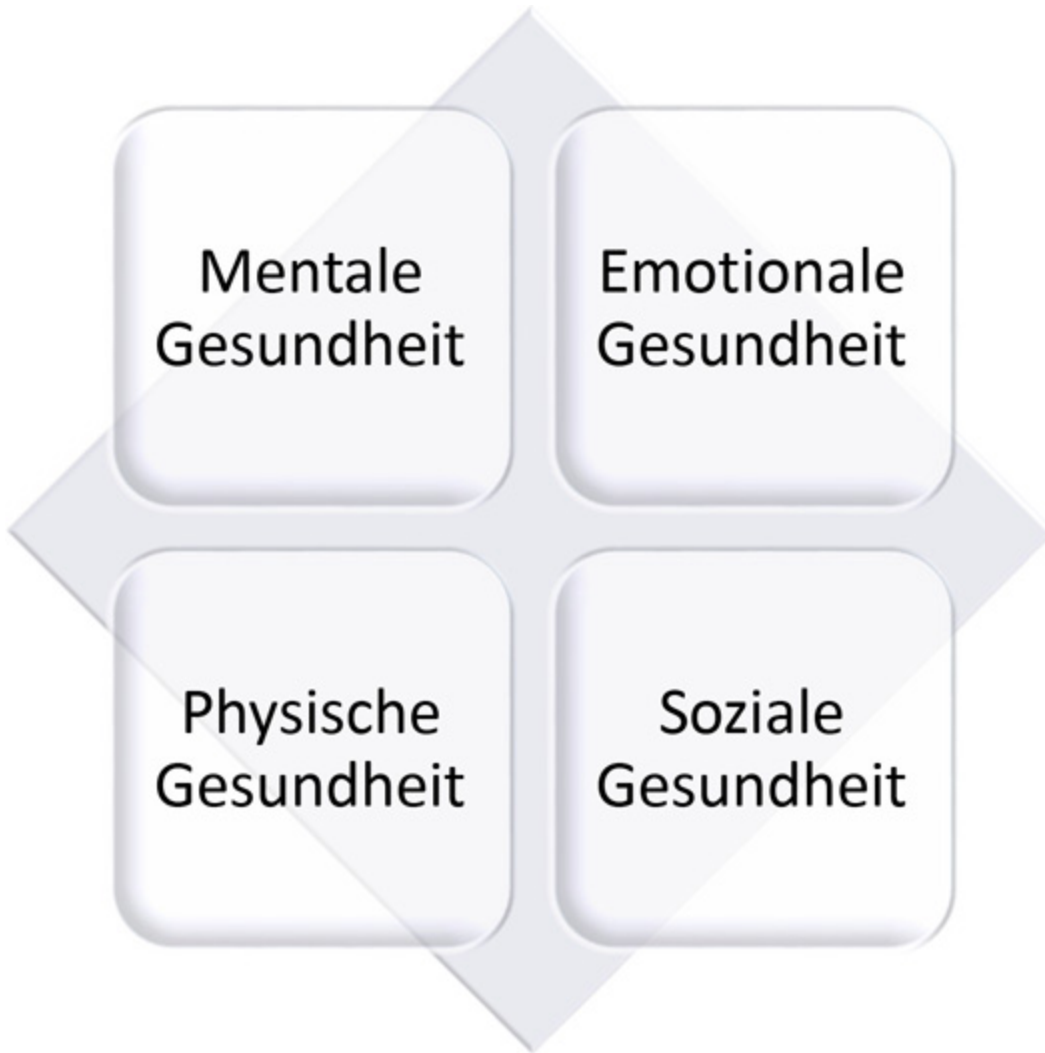 Mentale
Gesundheit
Emotionale
Gesundheit
Physische
Gesundheit
Soziale
Gesundheit